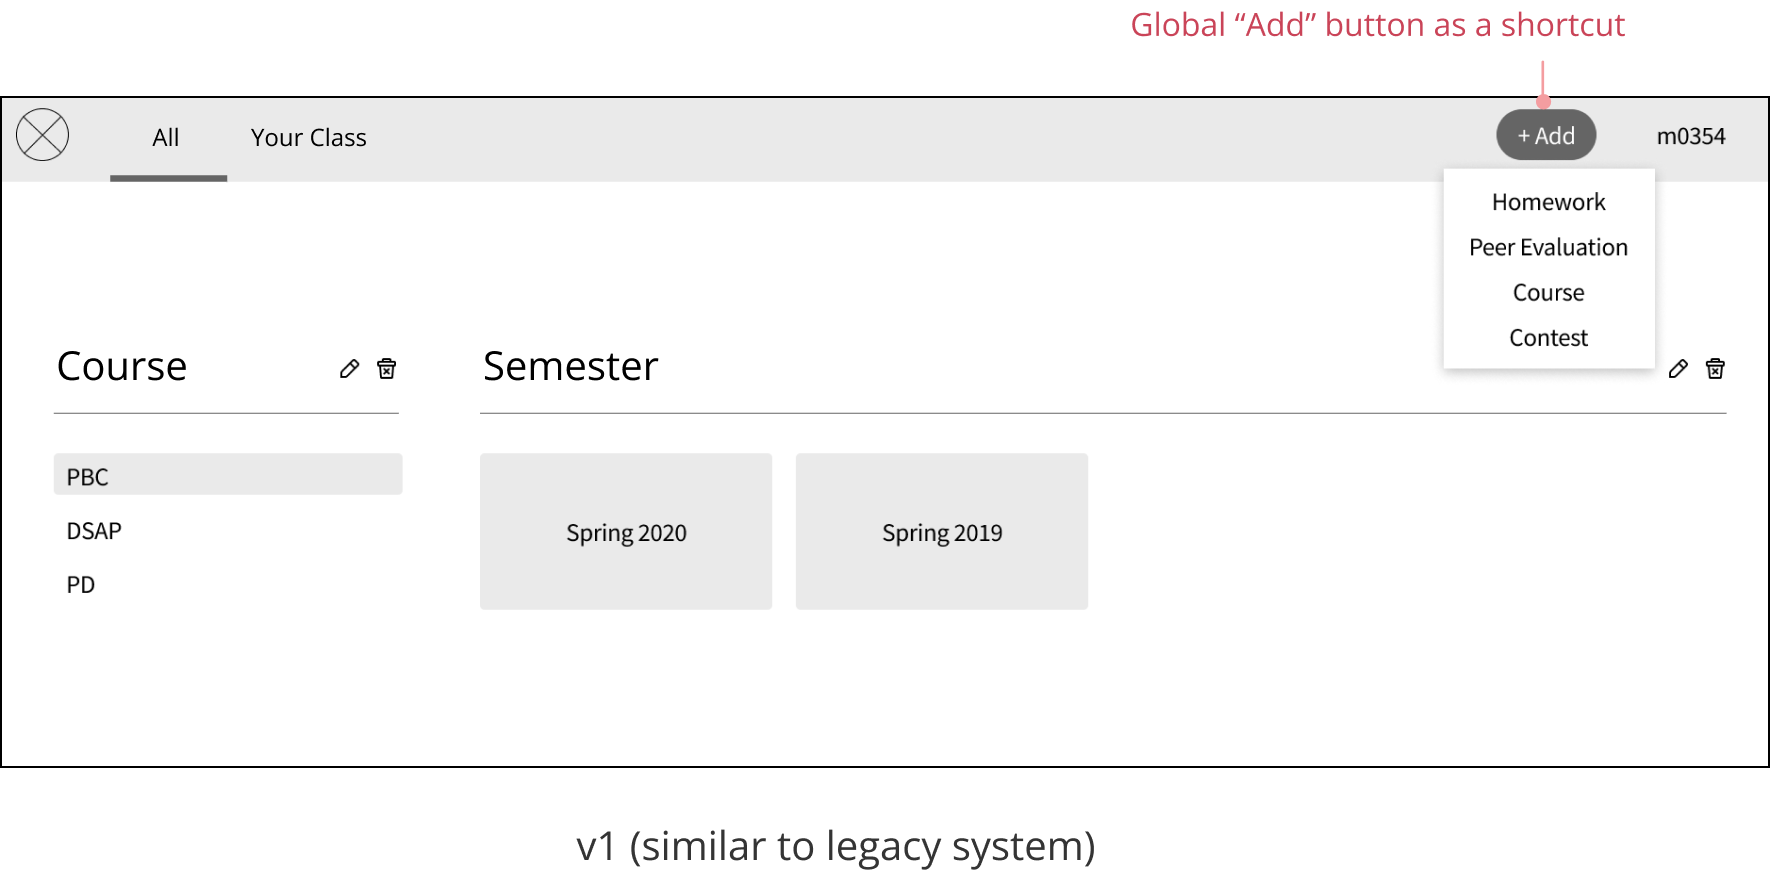 Global “Add” button as a shortcut
All
Your Class
+ Add
m0354
Homework
Peer Evaluation
Course
Contest
Course
Semester
PBC
DSAP
PD
Spring 2020
Spring 2019
v1 (similar to legacy system)